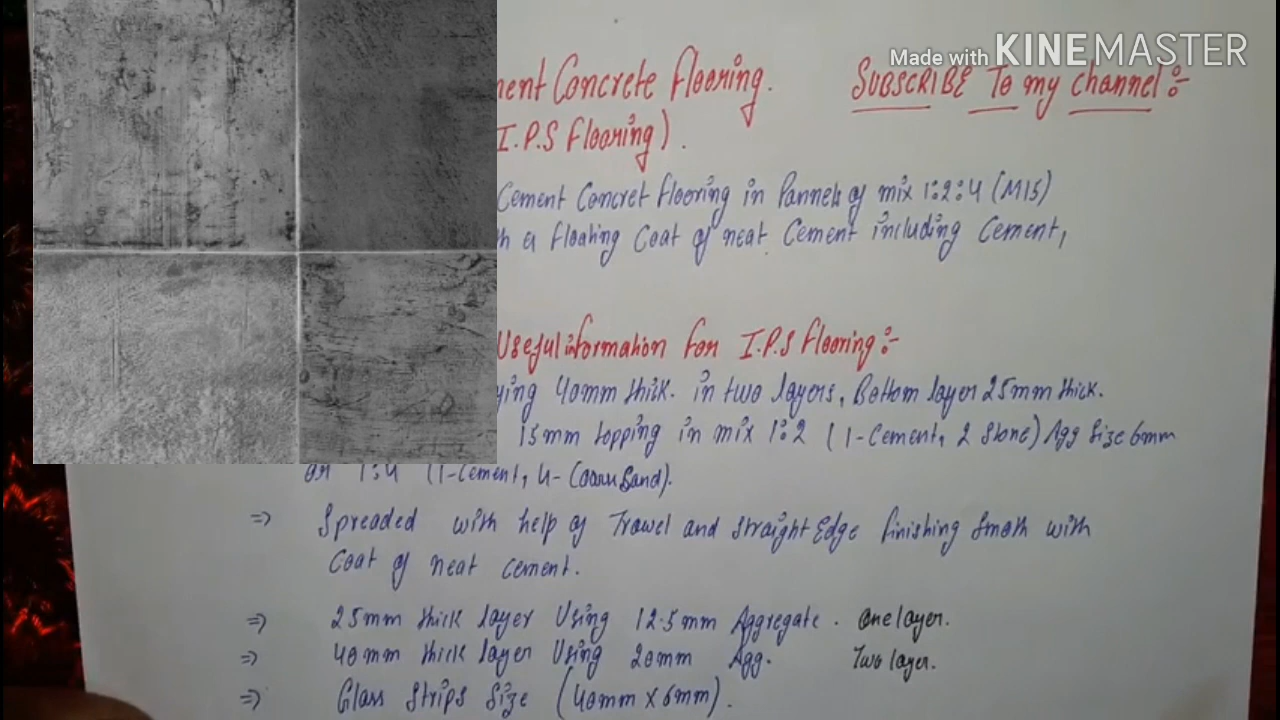 Made with KINEMASTER
ment Concrete flooring. SUBSCRIBE To my channel:-
I.P.S flooring).
Cement Concret flooring in Pannels of mix 1:2:4 (M15)
h a floating Coat of neat Cement including Cement,
Useful information for I.P.S flooring:-
ying 40mm thick. in two layers, Bottom layer 25mm thick.
15mm topping in mix 1:2 (1-Cement, 2 Stone) Agg Size 6mm
or 1:4 (1-Cement, 4-Coarse Sand).
⇒ Spreaded with help of Trowel and straight Edge finishing Smoth with
Coat of neat cement.
⇒ 25mm thick layer Using 12.5mm Aggregate. one layer.
⇒ 40mm thick layer Using 20mm Agg. Two layer.
⇒ Glass Strips Size (40mm x 6mm).